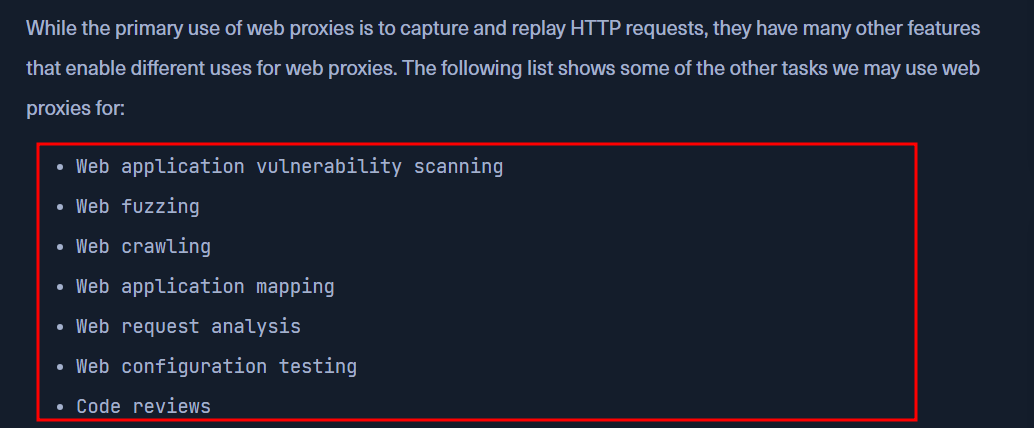 While the primary use of web proxies is to capture and replay HTTP requests, they have many other features
that enable different uses for web proxies. The following list shows some of the other tasks we may use web
proxies for:
• Web application vulnerability scanning
• Web fuzzing
• Web crawling
• Web application mapping
• Web request analysis
• Web configuration testing
• Code reviews